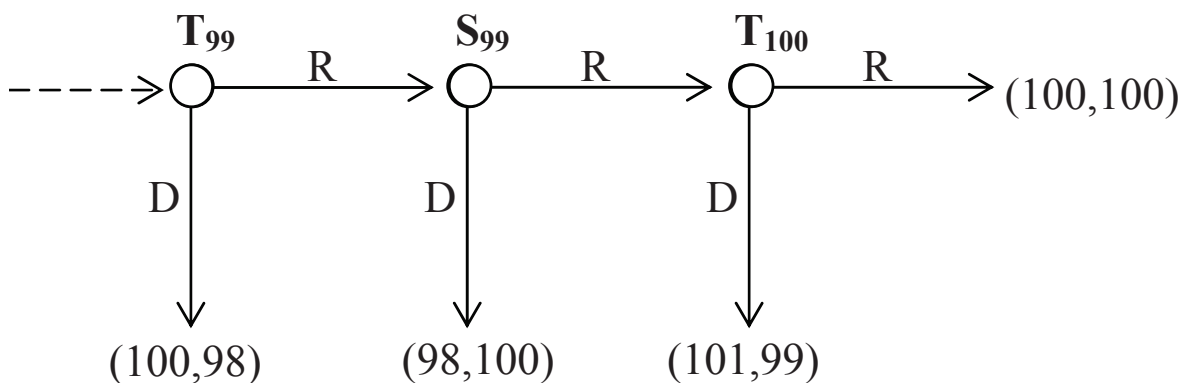 T₉₉ S₉₉ T₁₀₀
R R R
(100,100)
D D D
(100,98) (98,100) (101,99)